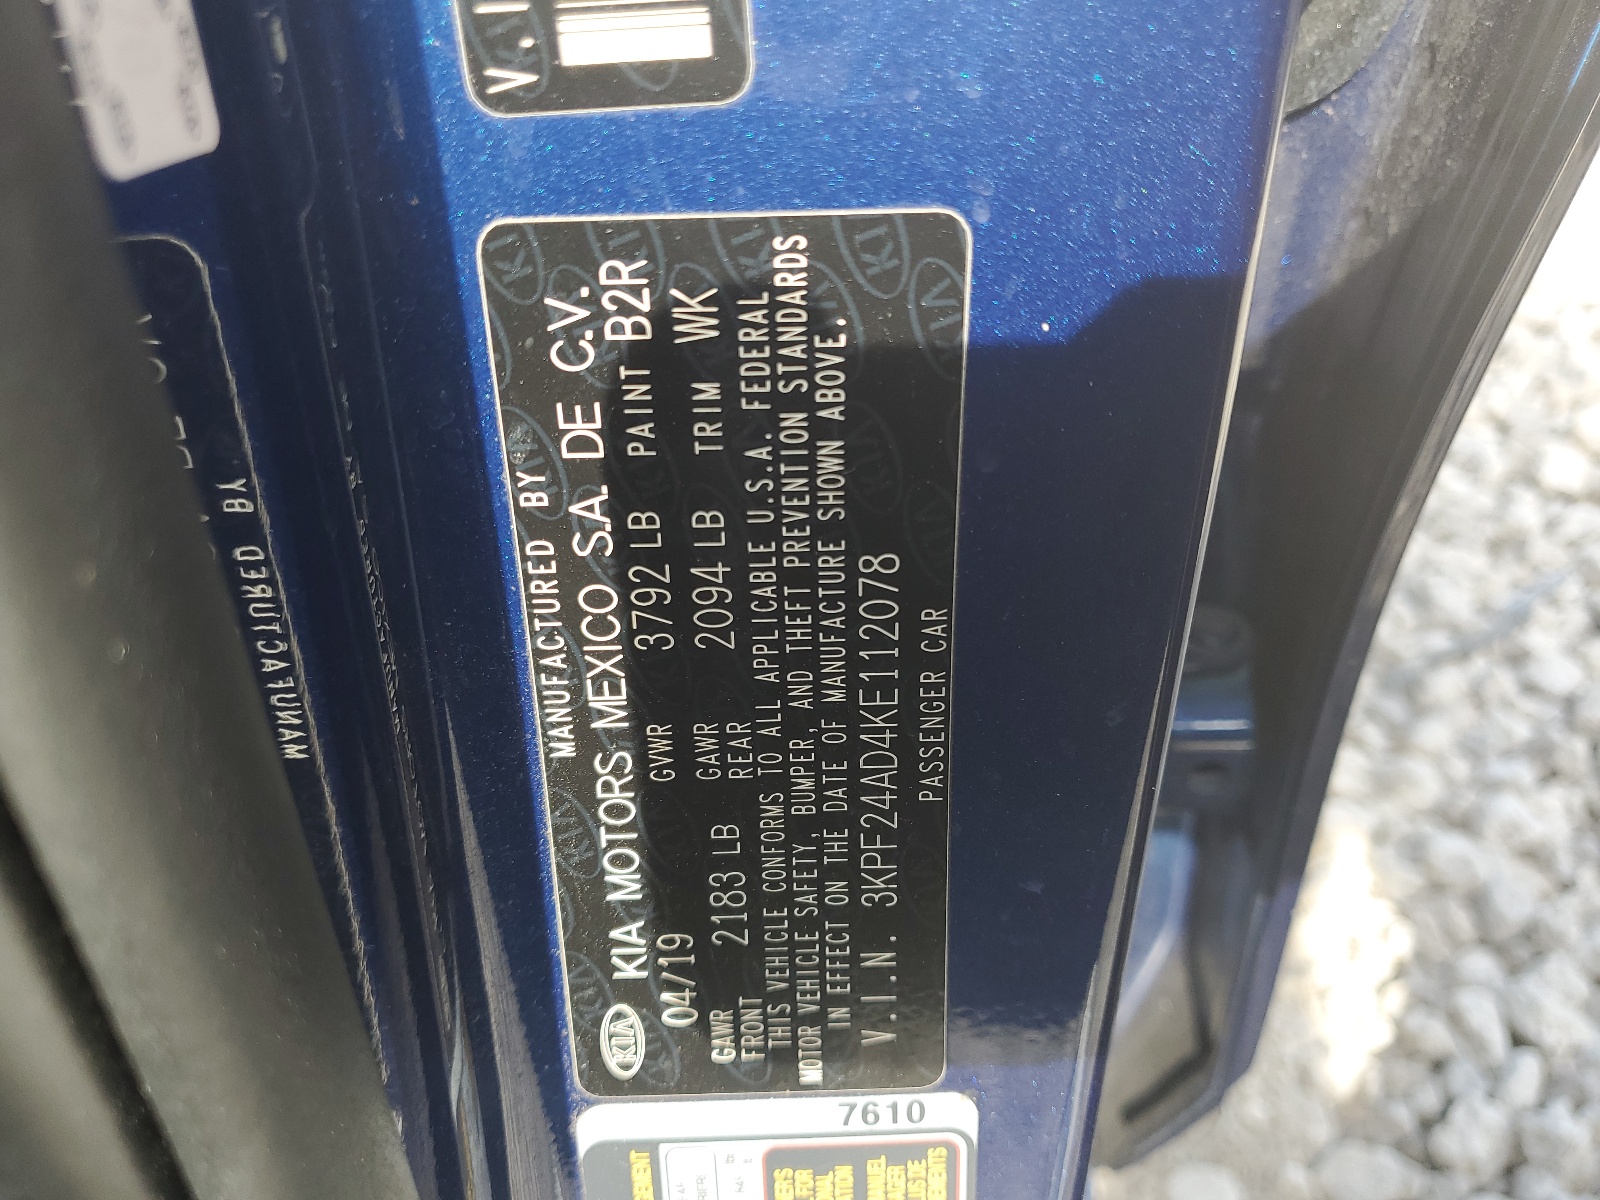 MANUFACTURED BY
KIA KIA MOTORS MEXICO S.A. DE C.V.
04/19 GVWR 3792 LB PAINT B2R
GAWR FRONT 2183 LB GAWR REAR 2094 LB TRIM WK
THIS VEHICLE CONFORMS TO ALL APPLICABLE U.S.A. FEDERAL
MOTOR VEHICLE SAFETY, BUMPER, AND THEFT PREVENTION STANDARDS
IN EFFECT ON THE DATE OF MANUFACTURE SHOWN ABOVE.
V.I.N. 3KPF24AD4KE112078
PASSENGER CAR
7610
V.I
MANUFACTURED BY
MANUEL